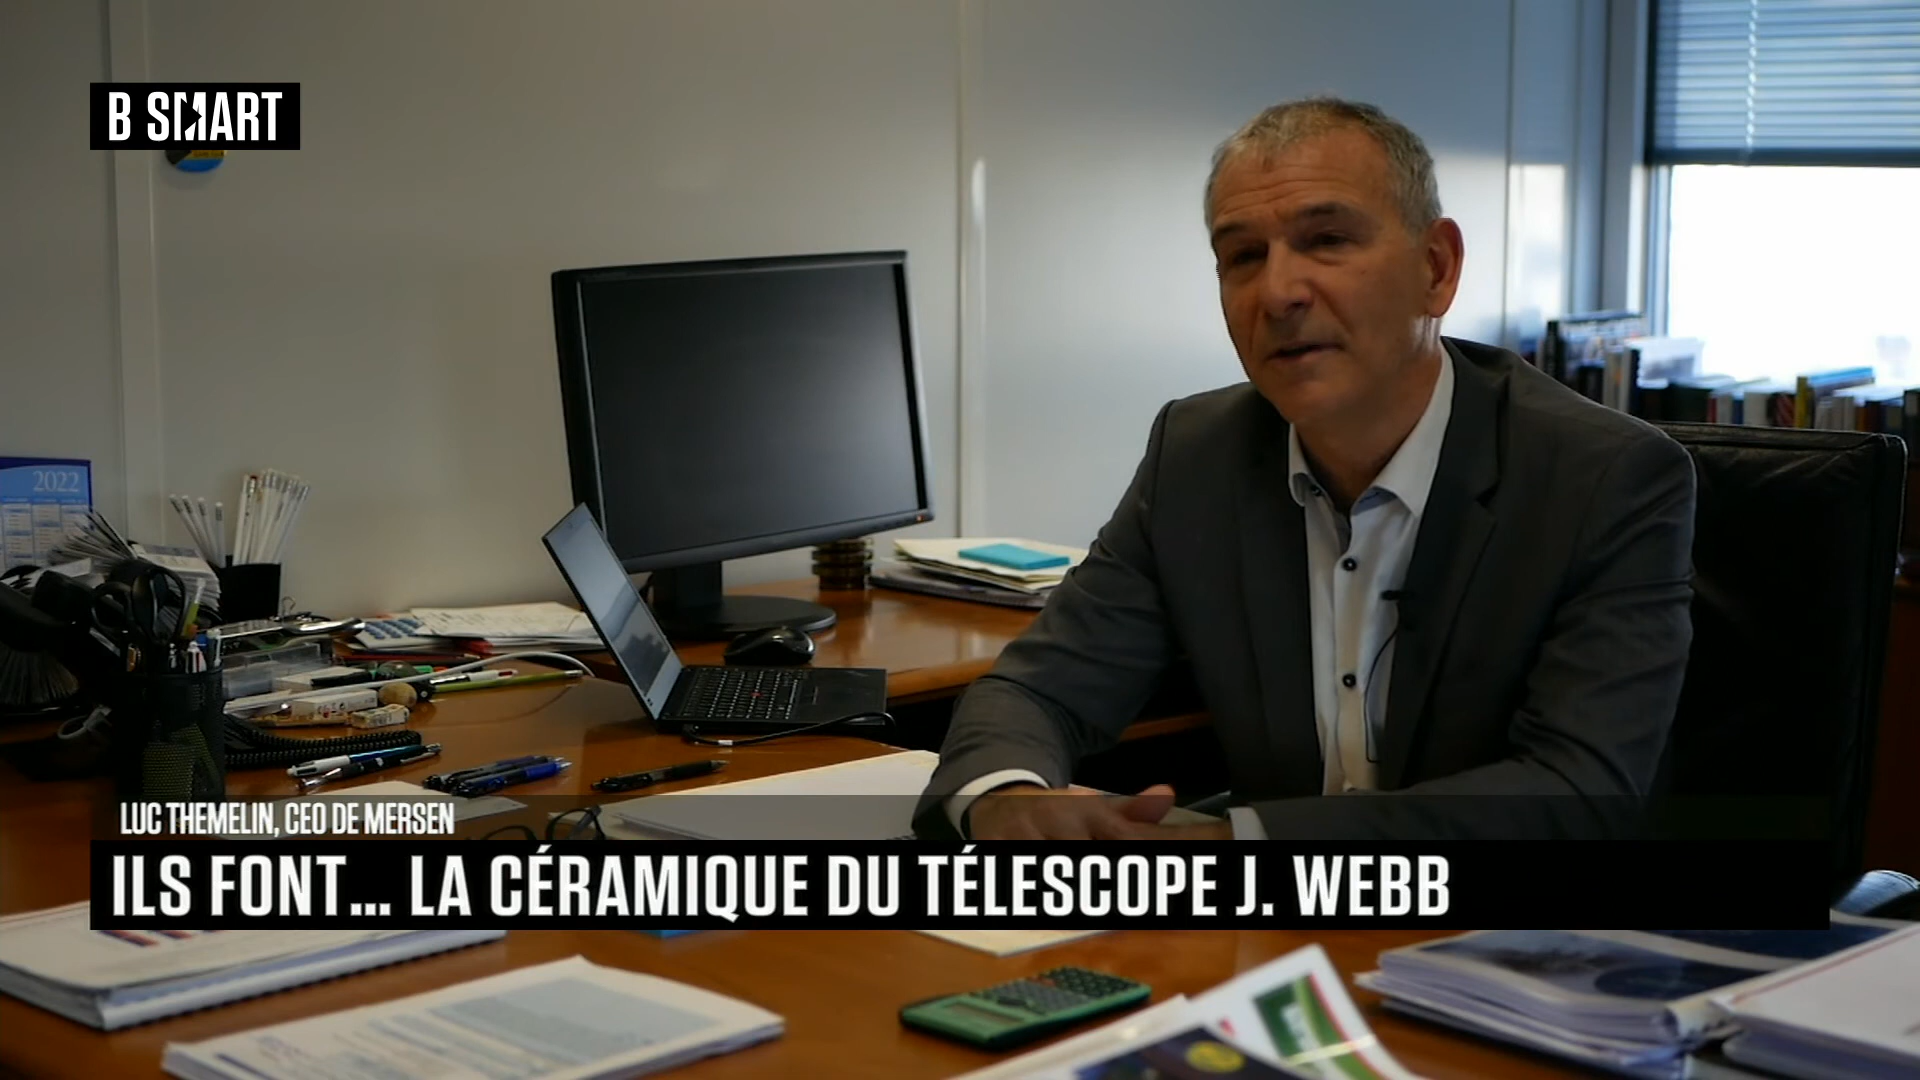 B SMART
2022
LUC THEMELIN, CEO DE MERSEN
ILS FONT... LA CÉRAMIQUE DU TÉLESCOPE J. WEBB